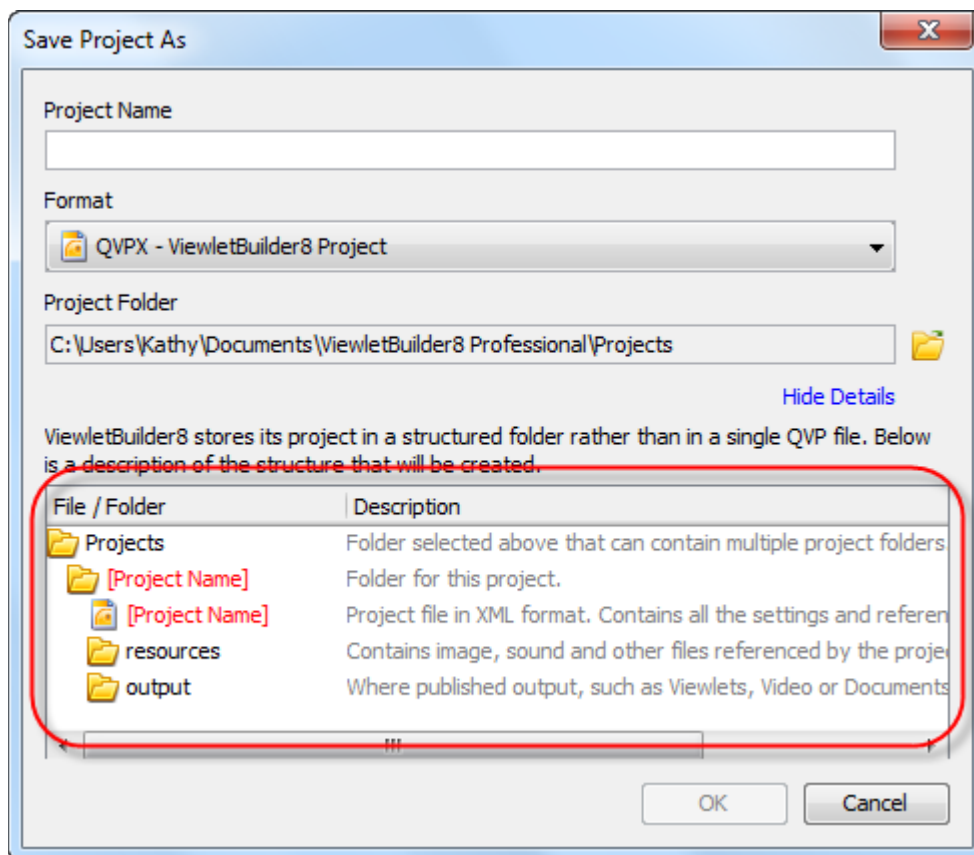 Save Project As
Project Name
Format
QVPX - ViewletBuilder8 Project
Project Folder
C:\Users\Kathy\Documents\ViewletBuilder8 Professional\Projects
Hide Details
ViewletBuilder8 stores its project in a structured folder rather than in a single QVP file. Below
is a description of the structure that will be created.
File / Folder Description
Projects Folder selected above that can contain multiple project folders
[Project Name] Folder for this project.
[Project Name] Project file in XML format. Contains all the settings and referen
resources Contains image, sound and other files referenced by the projec
output Where published output, such as Viewlets, Video or Documents
OK Cancel